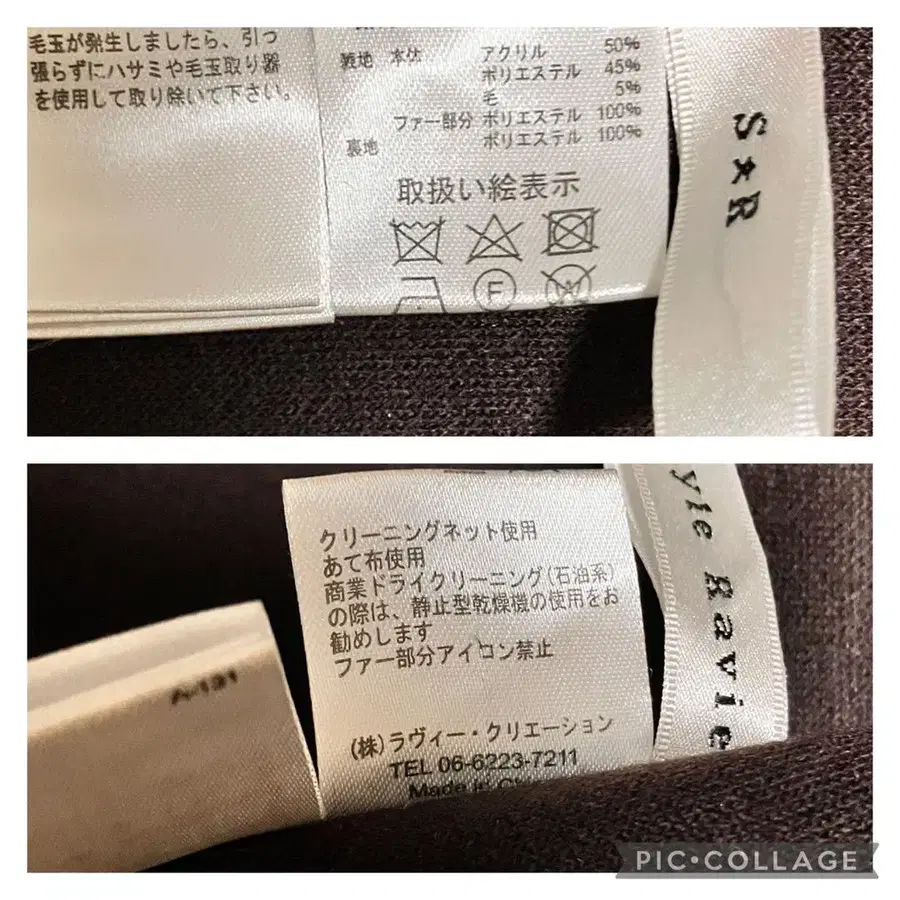 毛玉が発生しましたら、引っ
張らずにハサミや毛玉取り器
を使用して取り除いて下さい。
表地 本体 アクリル 50%
ポリエステル 45%
毛 5%
ファー部分 ポリエステル 100%
裏地 ポリエステル 100%
取扱い絵表示
F
W
S★R
クリーニングネット使用
あて布使用
商業ドライクリーニング(石油系)
の際は、静止型乾燥機の使用をお
勧めします
ファー部分アイロン禁止
(株)ラヴィー・クリエーション
TEL 06-6223-7211
Made in
A-131
yle Ravie
PIC•COLLAGE